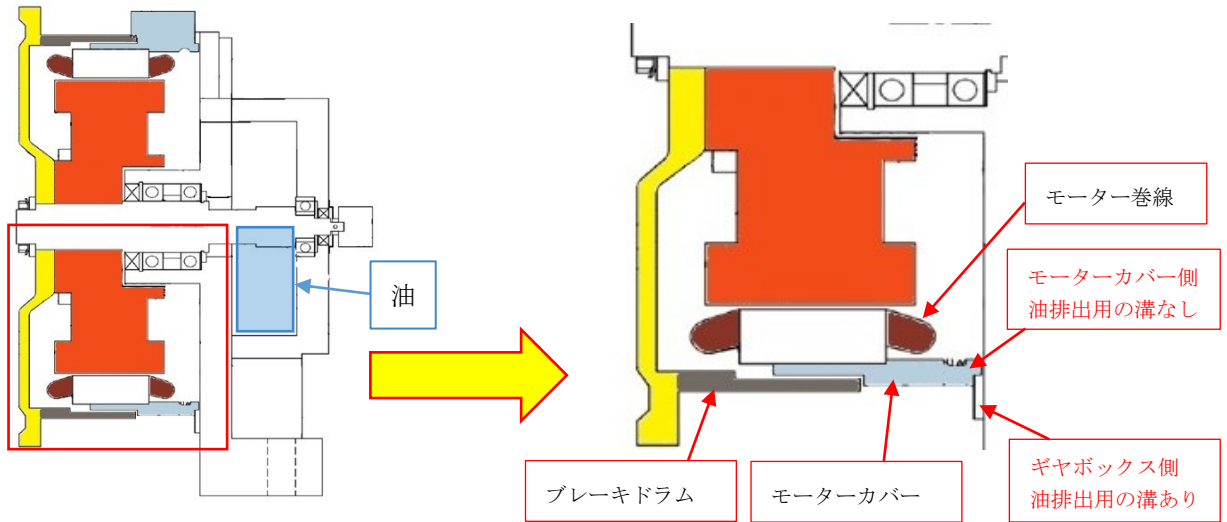 油
モーター巻線
モーターカバー側
油排出用の溝なし
ブレーキドラム
モーターカバー
ギヤボックス側
油排出用の溝あり